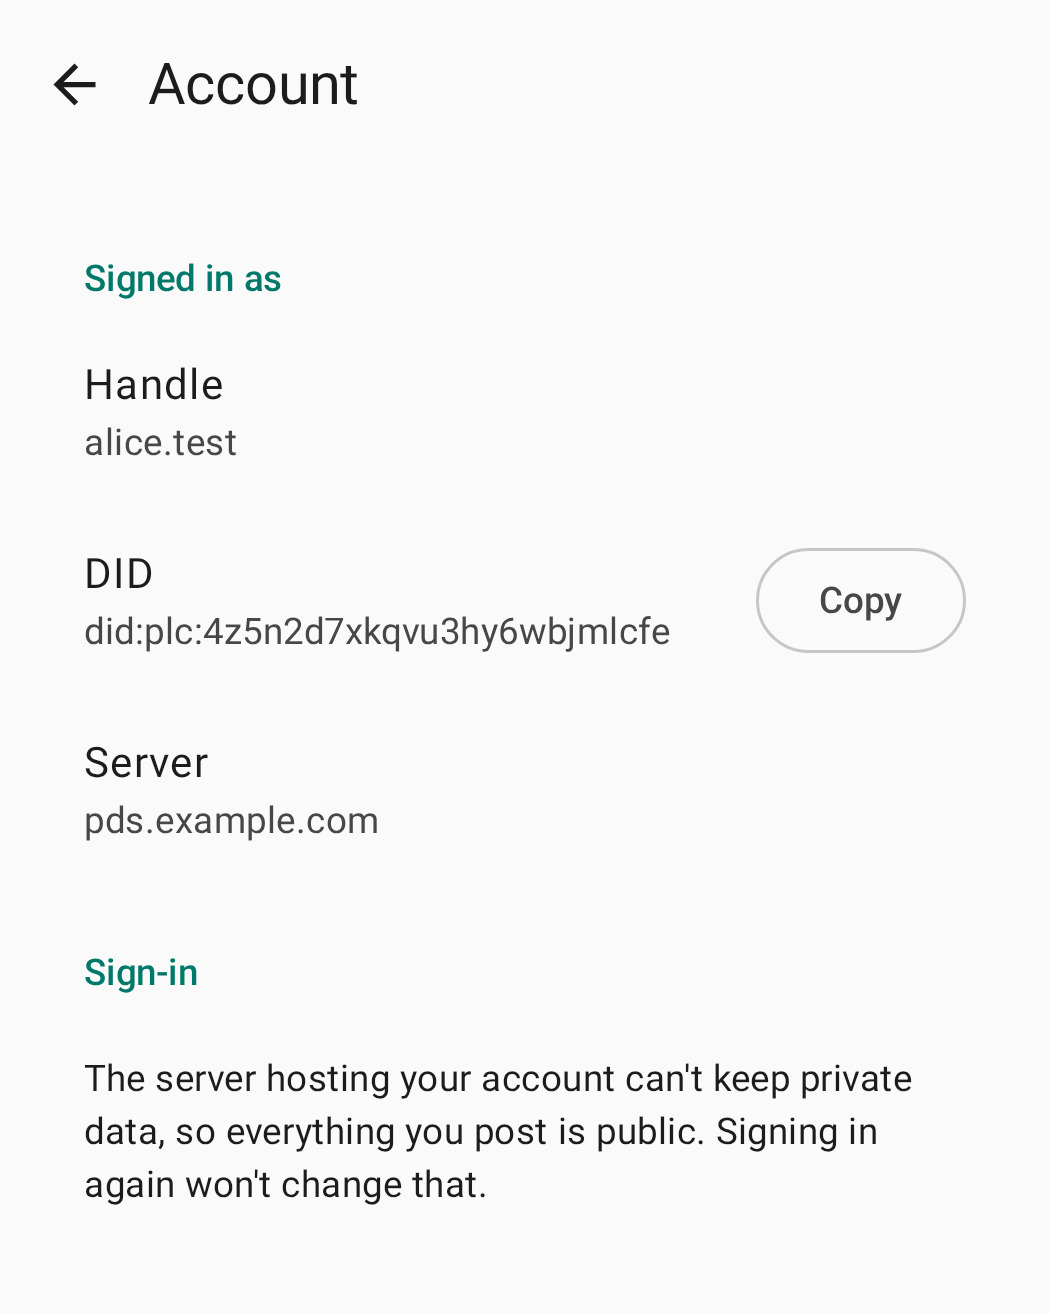 Account
Signed in as
Handle
alice.test
DID
did:plc:4z5n2d7xkqvu3hy6wbjmlcfe
Copy
Server
pds.example.com
Sign-in
The server hosting your account can't keep private
data, so everything you post is public. Signing in
again won't change that.